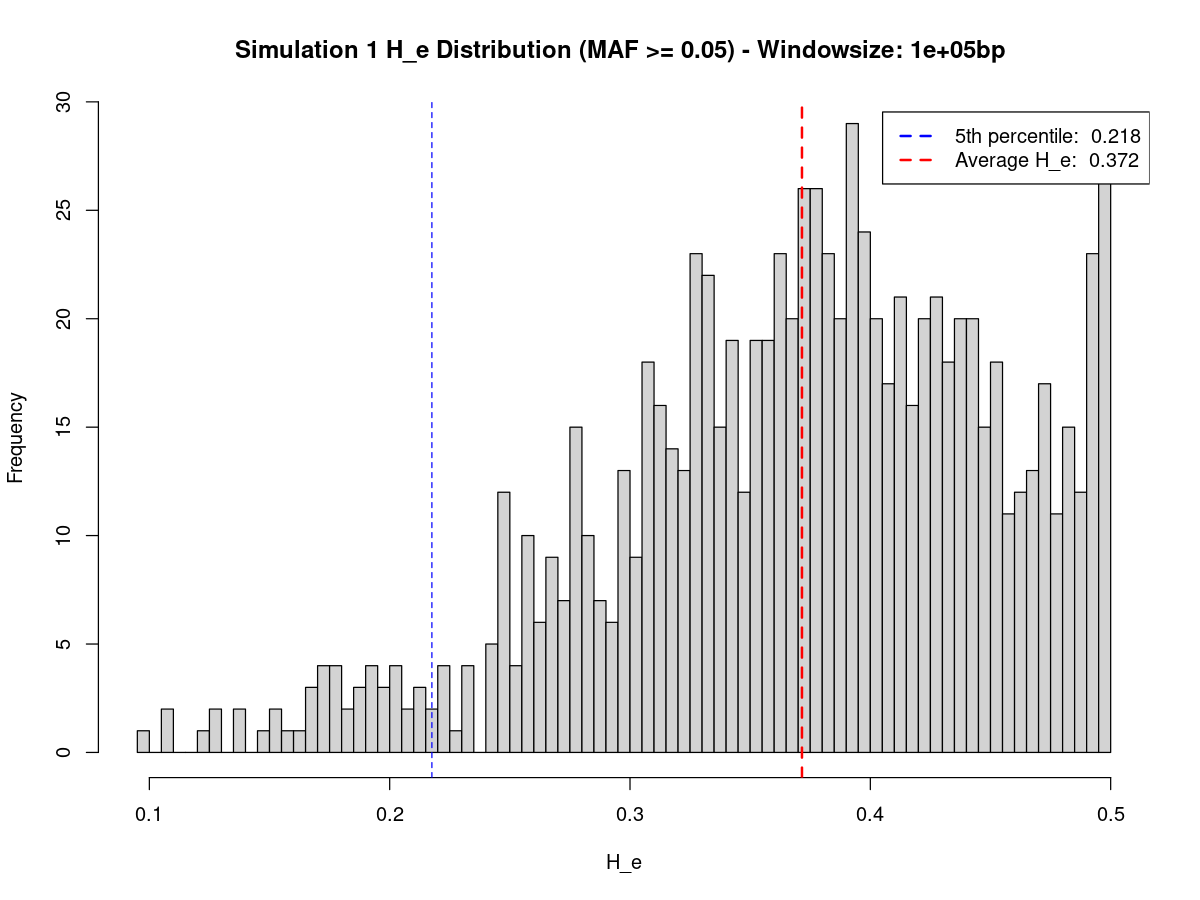 Simulation 1 H_e Distribution (MAF >= 0.05) - Windowsize: 1e+05bp
5th percentile: 0.218
Average H_e: 0.372
Frequency
30
25
20
15
10
5
0
0.1 0.2 0.3 0.4 0.5
H_e